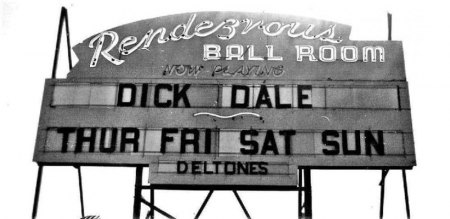 Rendezvous
BALL ROOM
NOW PLAYING
DICK DALE
THUR FRI SAT SUN
DELTONES